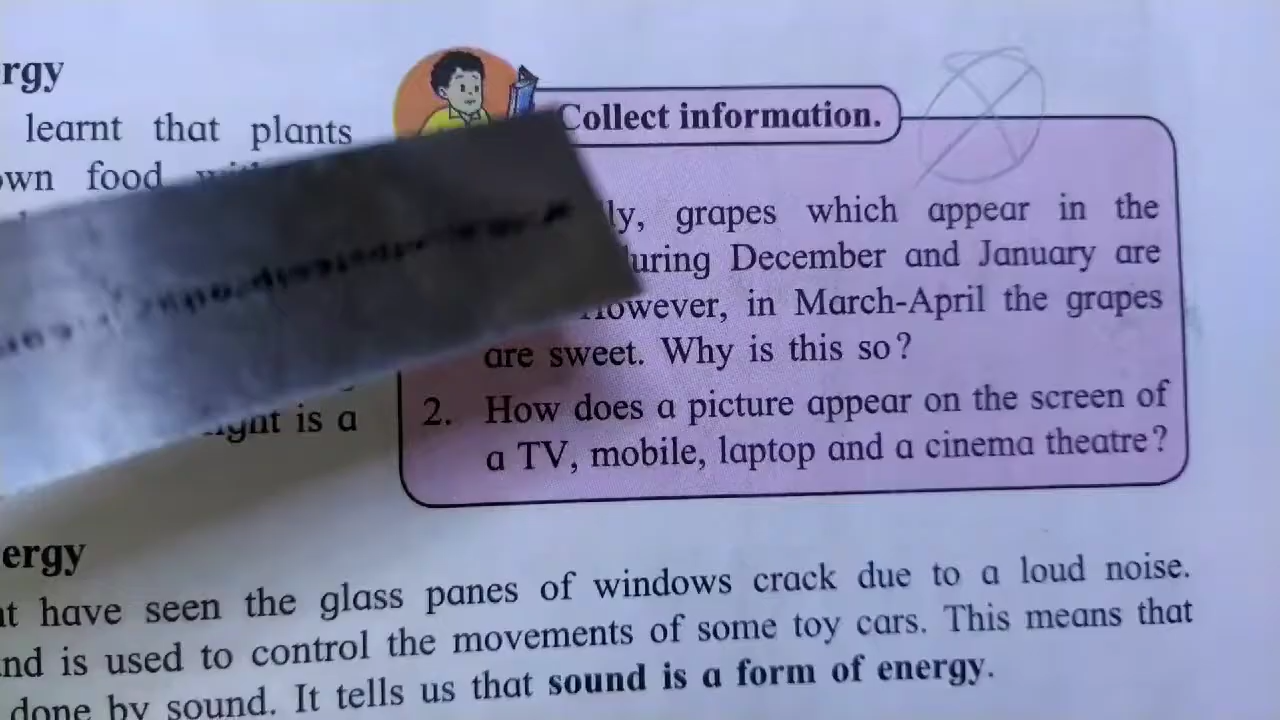 rgy
learnt that plants
own food
Collect information.
ly, grapes which appear in the
uring December and January are
owever, in March-April the grapes
are sweet. Why is this so?
ight is a
2. How does a picture appear on the screen of
a TV, mobile, laptop and a cinema theatre?
ergy
have seen the glass panes of windows crack due to a loud noise.
nd is used to control the movements of some toy cars. This means that
done by sound. It tells us that sound is a form of energy.